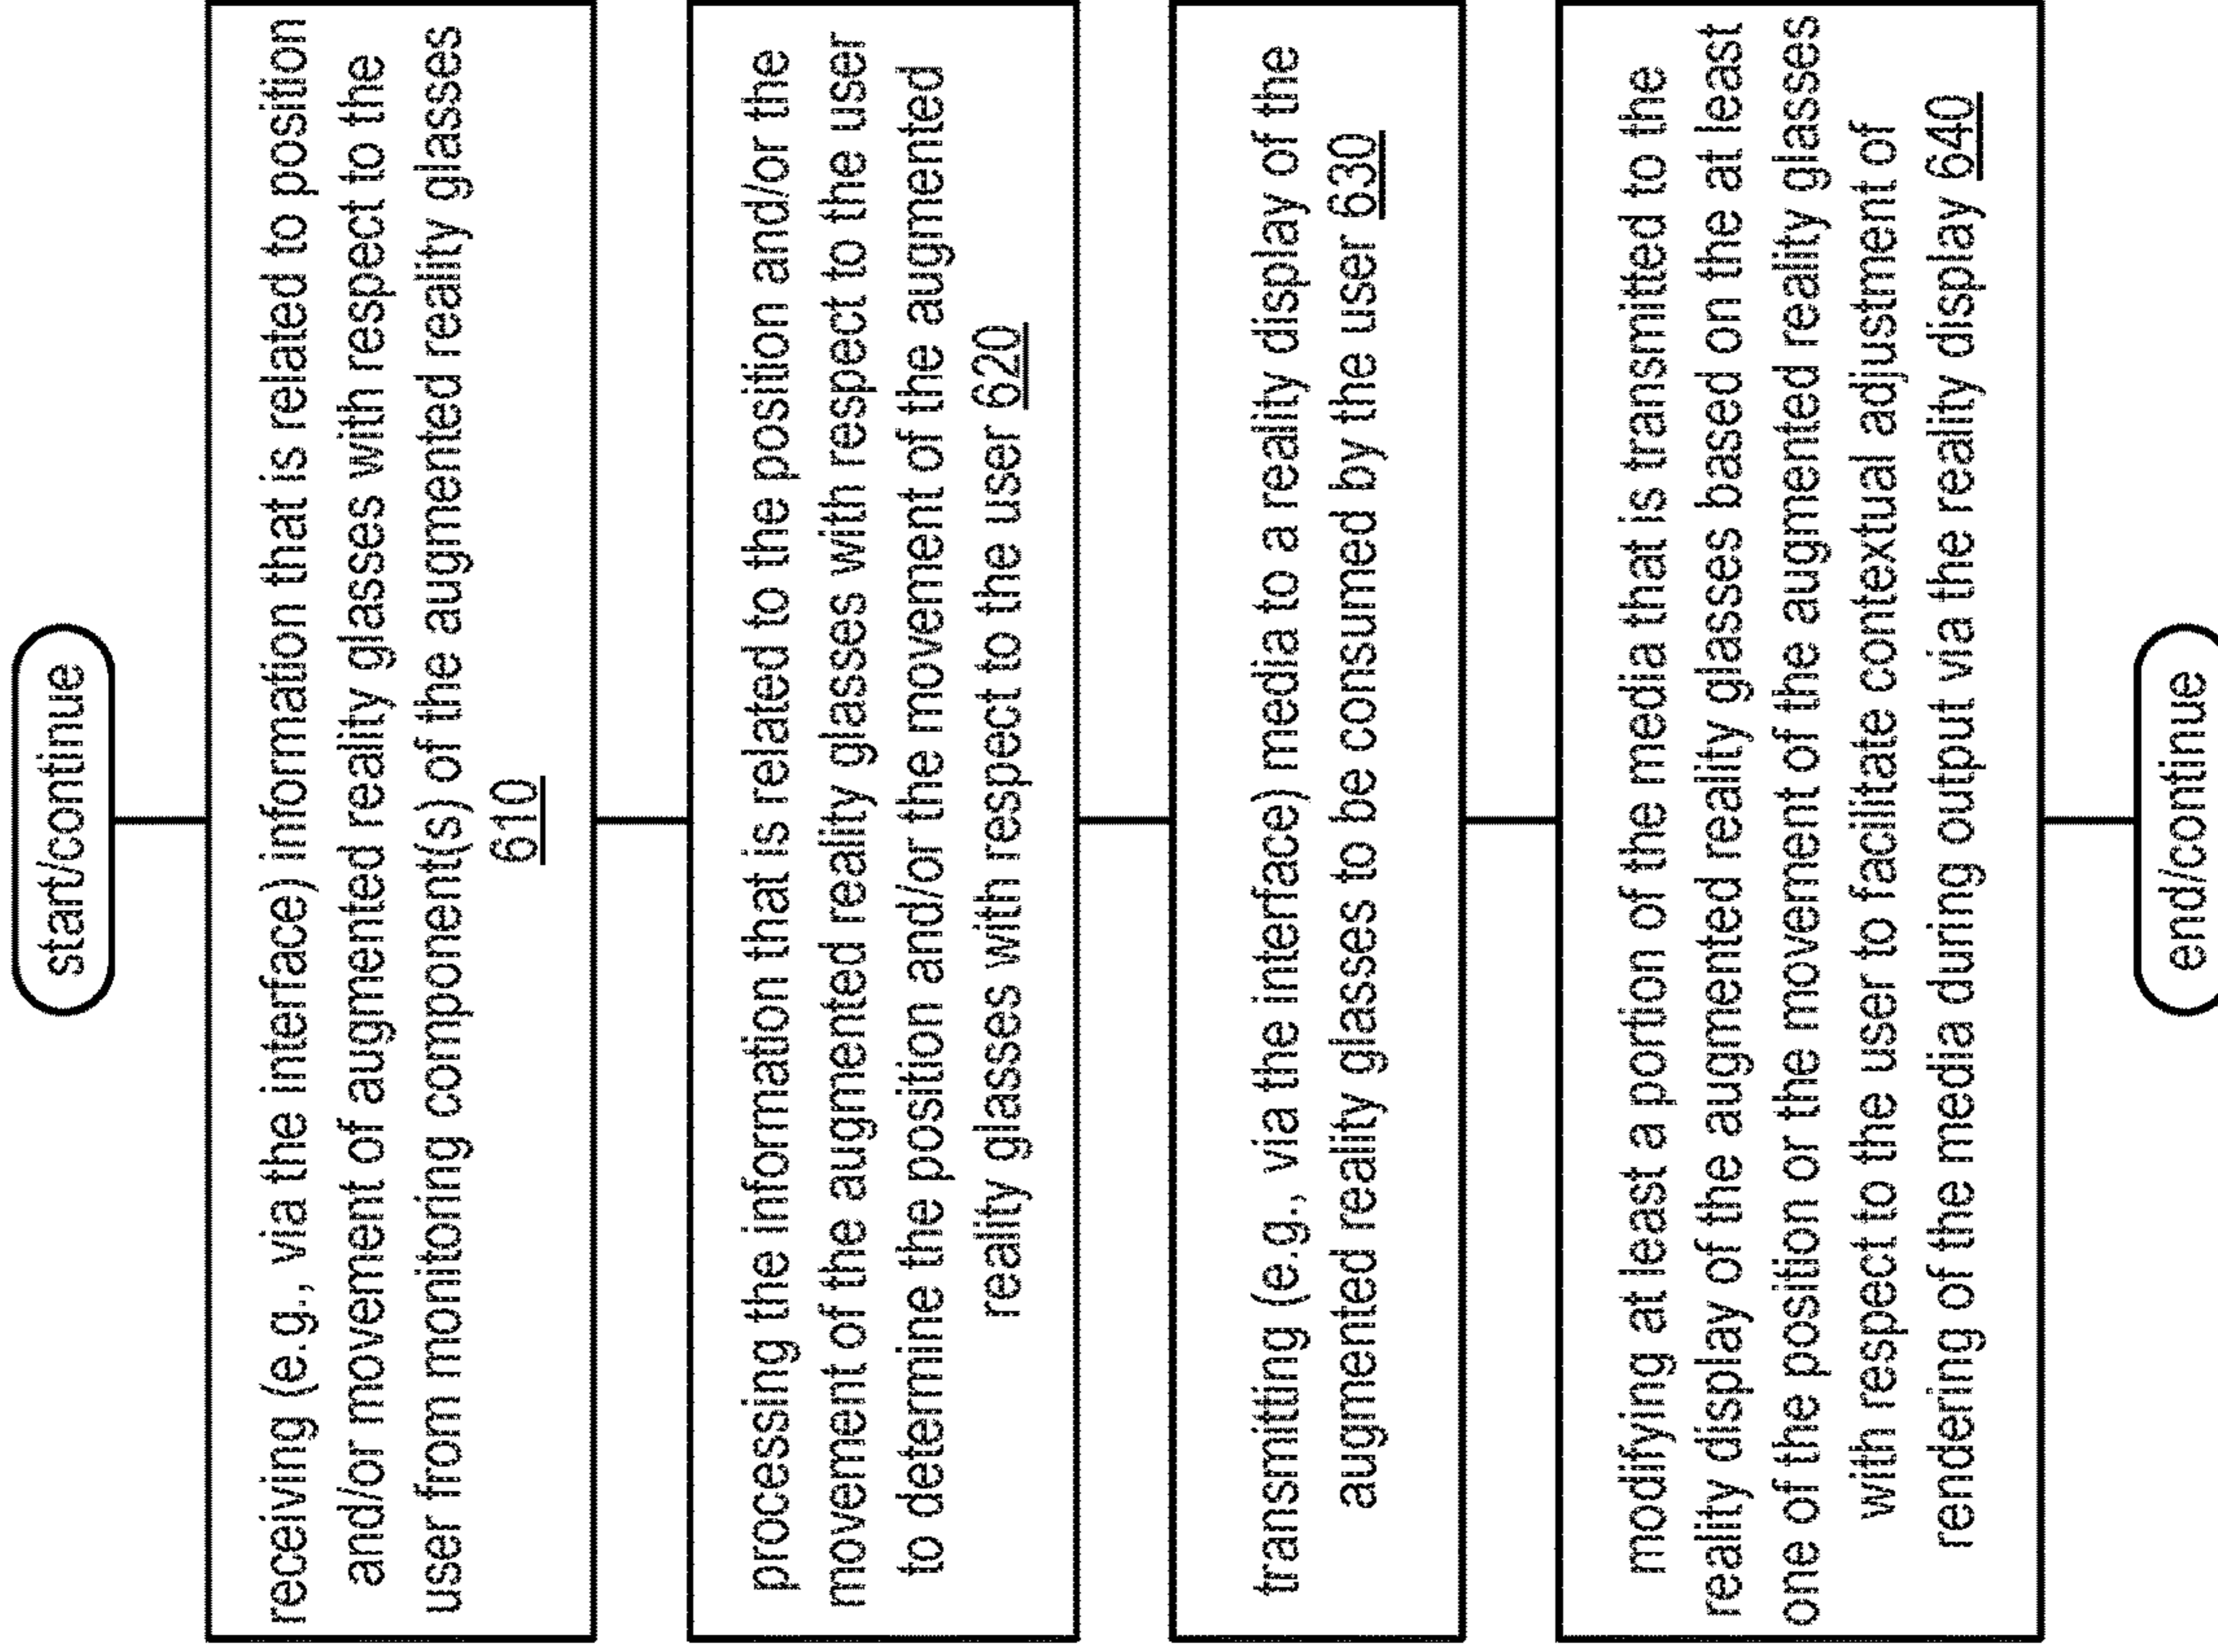 start/continue
receiving (e.g., via the interface) information that is related to position
and/or movement of augmented reality glasses with respect to the
user from monitoring component(s) of the augmented reality glasses
610
processing the information that is related to the position and/or the
movement of the augmented reality glasses with respect to the user
to determine the position and/or the movement of the augmented
reality glasses with respect to the user 620
transmitting (e.g., via the interface) media to a reality display of the
augmented reality glasses to be consumed by the user 630
modifying at least a portion of the media that is transmitted to the
reality display of the augmented reality glasses based on the at least
one of the position or the movement of the augmented reality glasses
with respect to the user to facilitate contextual adjustment of
rendering of the media during output via the reality display 640
end/continue